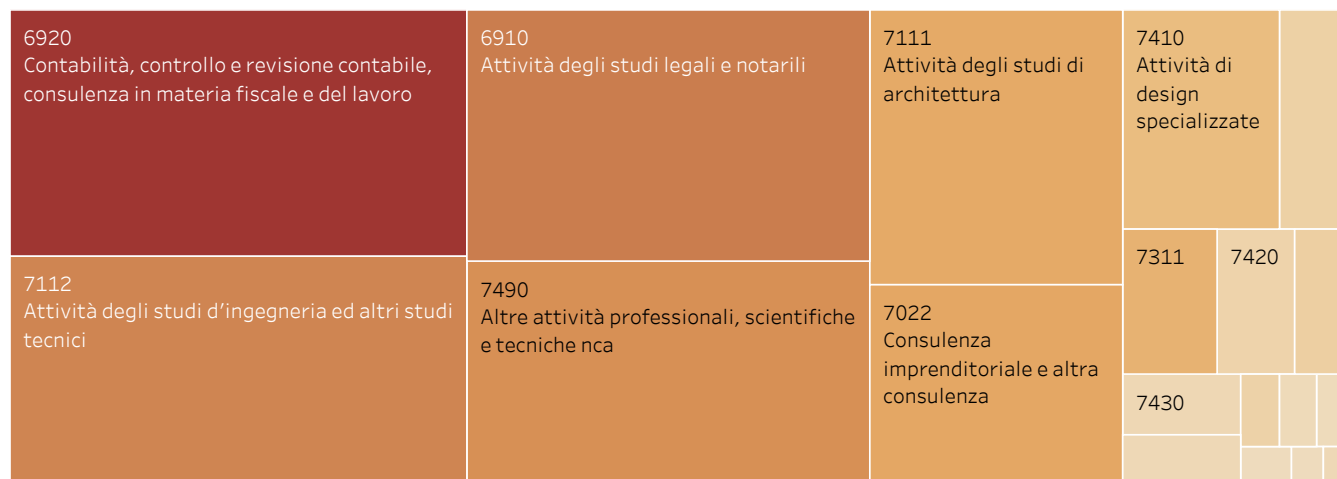 6920
Contabilità, controllo e revisione contabile,
consulenza in materia fiscale e del lavoro
7112
Attività degli studi d'ingegneria ed altri studi
tecnici
6910
Attività degli studi legali e notarili
7490
Altre attività professionali, scientifiche
e tecniche nca
7111
Attività degli studi di
architettura
7022
Consulenza
imprenditoriale e altra
consulenza
7410
Attività di
design
specializzate
7311
7420
7430